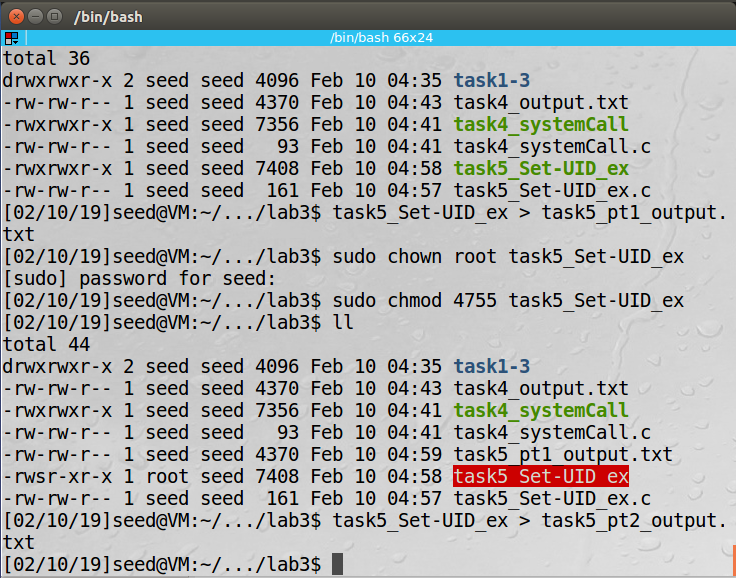 /bin/bash
/bin/bash 66x24
total 36
drwxrwxr-x 2 seed seed 4096 Feb 10 04:35 task1-3
-rw-rw-r-- 1 seed seed 4370 Feb 10 04:43 task4_output.txt
-rwxrwxr-x 1 seed seed 7356 Feb 10 04:41 task4_systemCall
-rw-rw-r-- 1 seed seed   93 Feb 10 04:41 task4_systemCall.c
-rwxrwxr-x 1 seed seed 7408 Feb 10 04:58 task5_Set-UID_ex
-rw-rw-r-- 1 seed seed  161 Feb 10 04:57 task5_Set-UID_ex.c
[02/10/19]seed@VM:~/.../lab3$ task5_Set-UID_ex > task5_pt1_output.
txt
[02/10/19]seed@VM:~/.../lab3$ sudo chown root task5_Set-UID_ex
[sudo] password for seed:
[02/10/19]seed@VM:~/.../lab3$ sudo chmod 4755 task5_Set-UID_ex
[02/10/19]seed@VM:~/.../lab3$ ll
total 44
drwxrwxr-x 2 seed seed 4096 Feb 10 04:35 task1-3
-rw-rw-r-- 1 seed seed 4370 Feb 10 04:43 task4_output.txt
-rwxrwxr-x 1 seed seed 7356 Feb 10 04:41 task4_systemCall
-rw-rw-r-- 1 seed seed   93 Feb 10 04:41 task4_systemCall.c
-rw-rw-r-- 1 seed seed 4370 Feb 10 04:59 task5_pt1_output.txt
-rwsr-xr-x 1 root seed 7408 Feb 10 04:58 task5_Set-UID_ex
-rw-rw-r-- 1 seed seed  161 Feb 10 04:57 task5_Set-UID_ex.c
[02/10/19]seed@VM:~/.../lab3$ task5_Set-UID_ex > task5_pt2_output.
txt
[02/10/19]seed@VM:~/.../lab3$